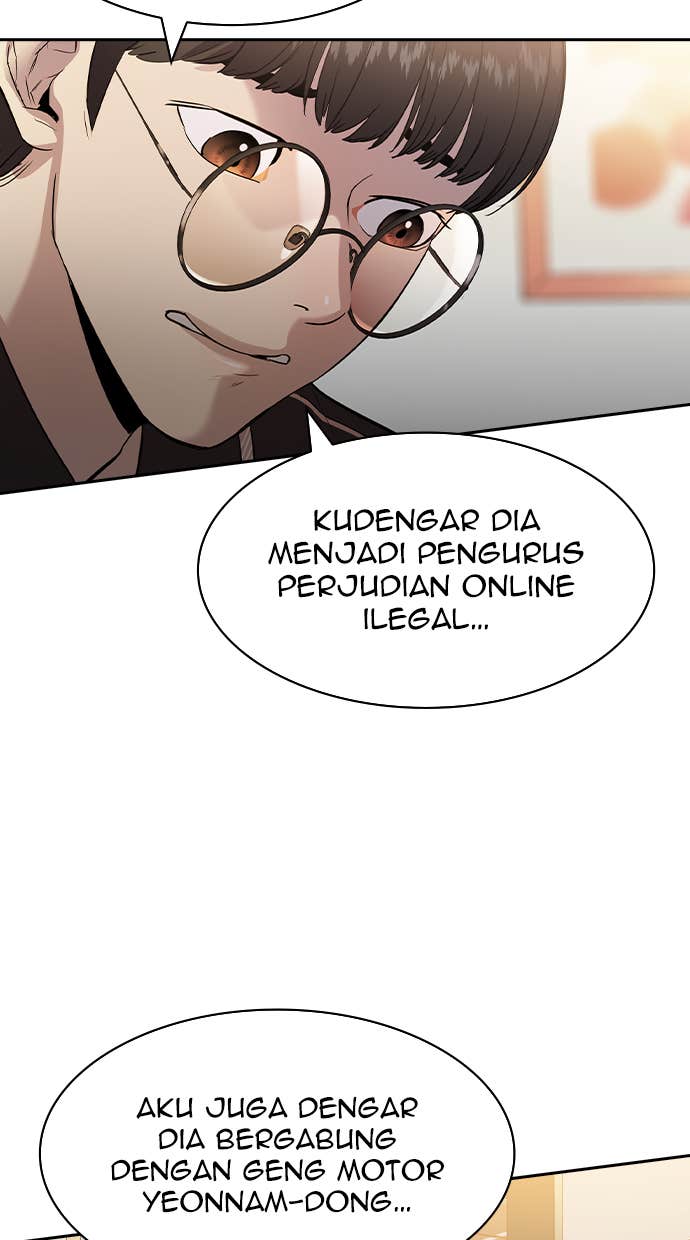 KUDENGAR DIA
MENJADI PENGURUS
PERJUDIAN ONLINE
ILEGAL...
AKU JUGA DENGAR
DIA BERGABUNG
DENGAN GENG MOTOR
YEONNAM-DONG...